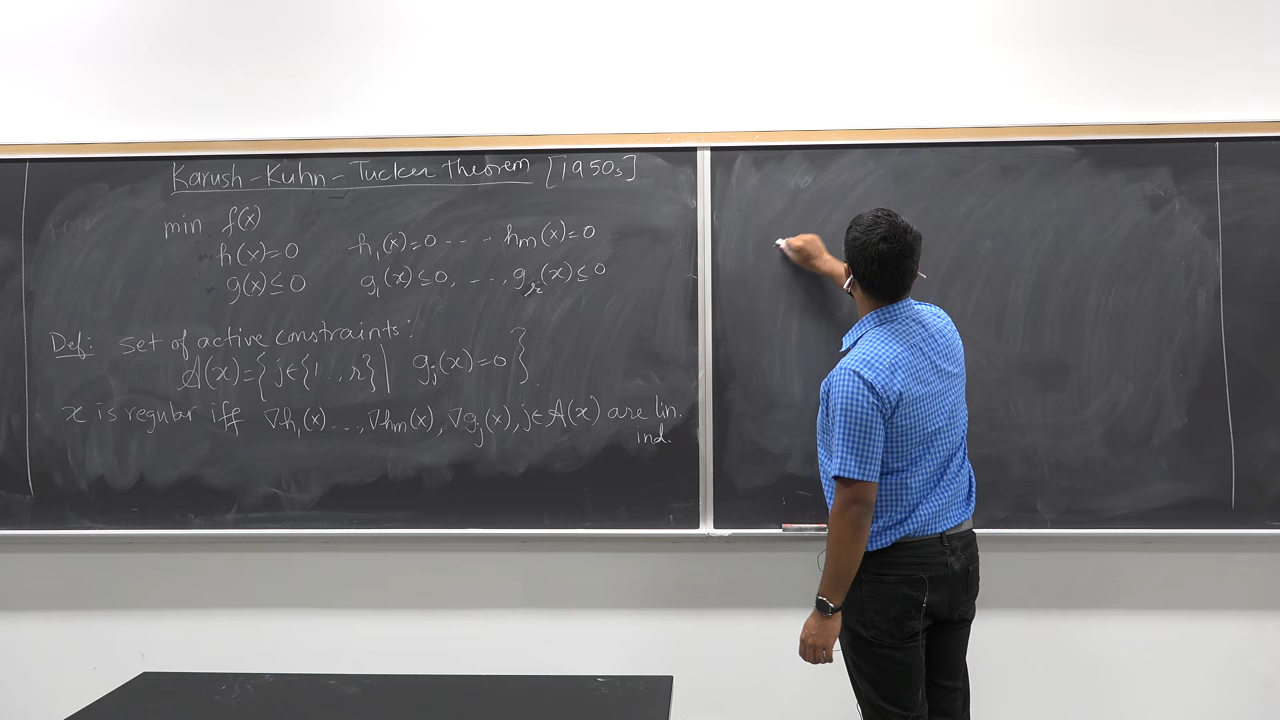 Karush-Kuhn-Tucker theorem [1950s]
min f(x)
h(x)=0 h₁(x)=0 ... hₘ(x)=0
g(x)≤0 g₁(x)≤0, ..., gᵣ(x)≤0
Def: set of active constraints:
A(x)={j∈{1...,r}| gⱼ(x)=0}.
x is regular iff ∇h₁(x)...,∇hₘ(x),∇gⱼ(x),j∈A(x) are lin.
ind.